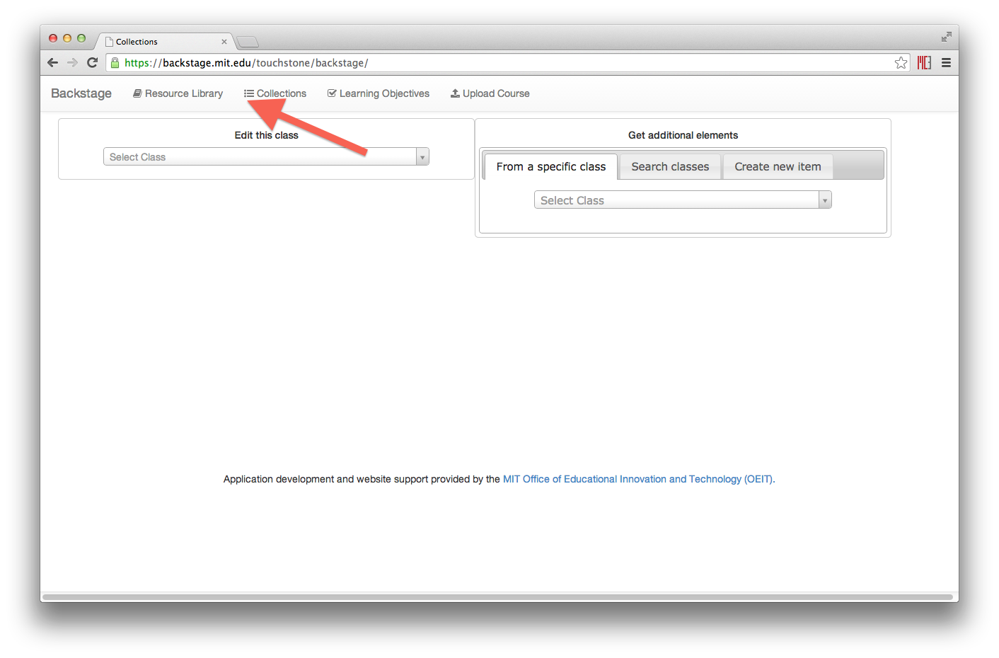 Collections
https://backstage.mit.edu/touchstone/backstage/
Backstage Resource Library Collections Learning Objectives Upload Course
Edit this class
Select Class
Get additional elements
From a specific class Search classes Create new item
Select Class
Application development and website support provided by the MIT Office of Educational Innovation and Technology (OEIT).